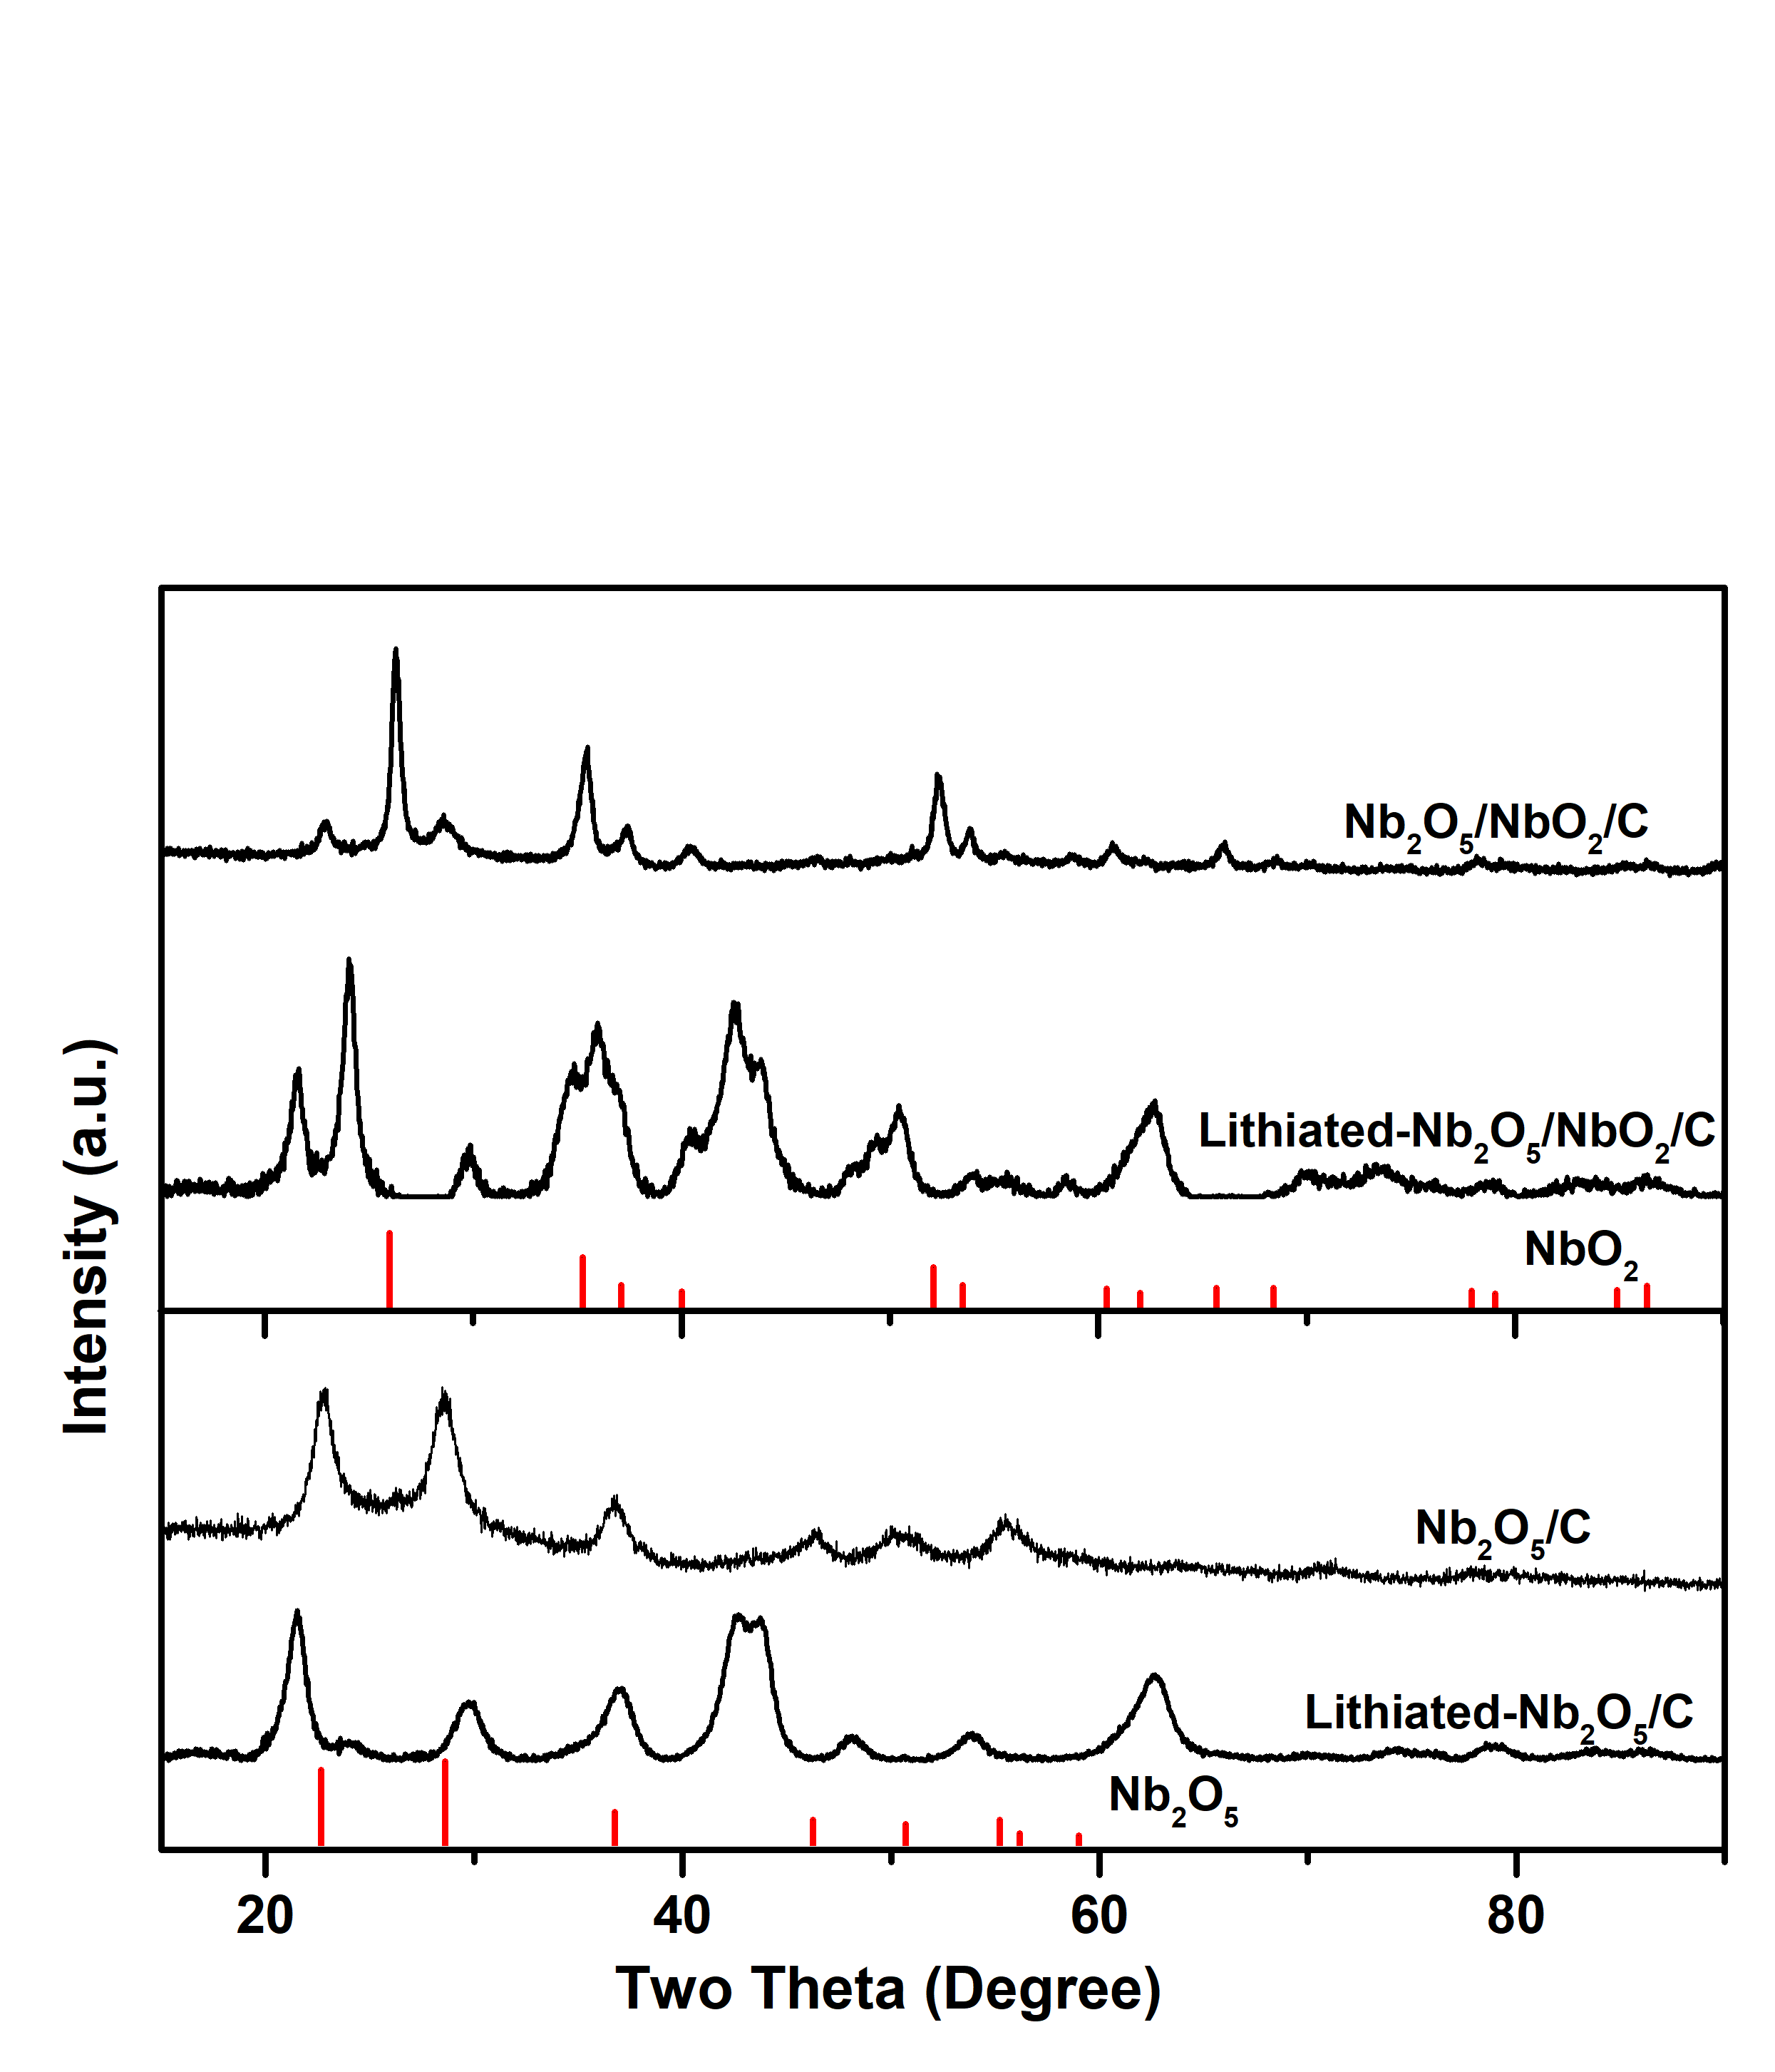 Nb₂O₅/NbO₂/C
Lithiated-Nb₂O₅/NbO₂/C
NbO₂
Intensity (a.u.)
Nb₂O₅/C
Lithiated-Nb₂O₅/C
Nb₂O₅
20 40 60 80
Two Theta (Degree)